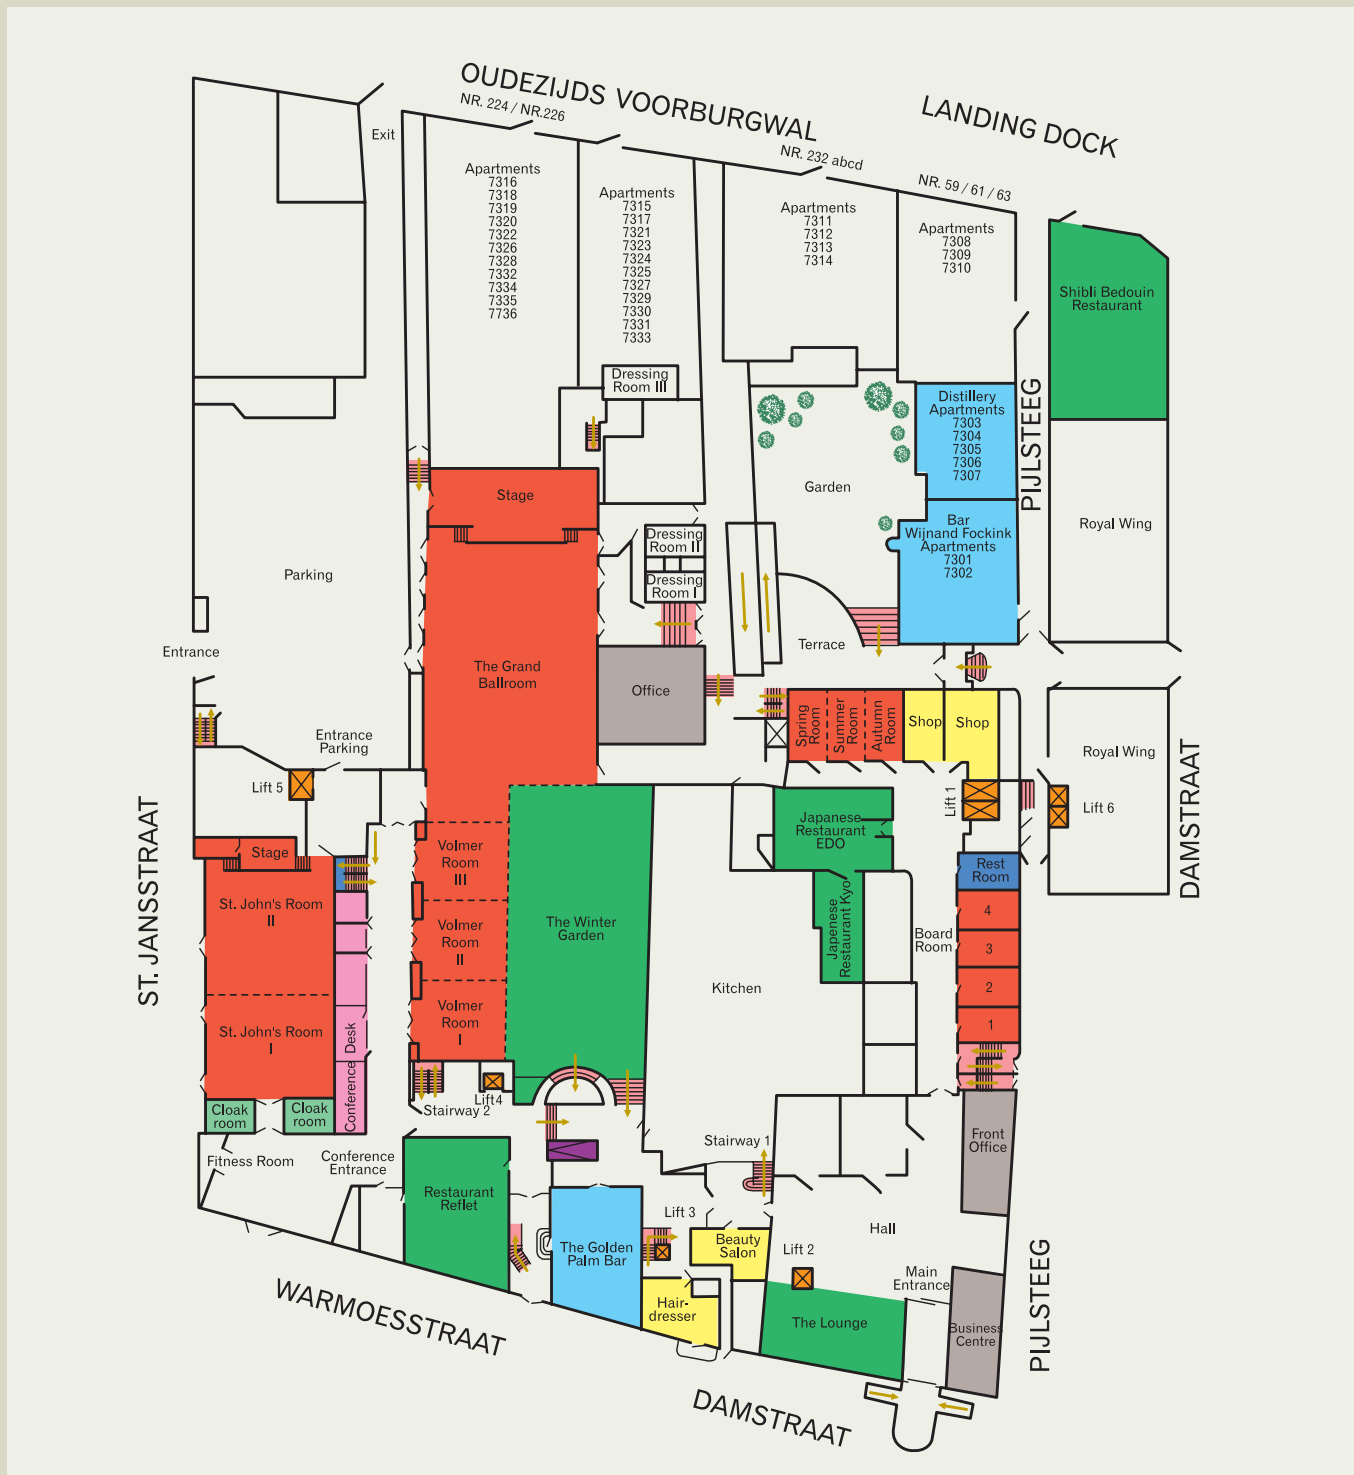 OUDEZIJDS VOORBURGWAL
NR. 224 / NR.226
LANDING DOCK
NR. 232 abcd
NR. 59 / 61 / 63
Exit
Apartments
7316
7318
7319
7320
7322
7326
7328
7332
7334
7335
7736
Apartments
7315
7317
7321
7323
7324
7325
7327
7329
7330
7331
7333
Apartments
7311
7312
7313
7314
Apartments
7308
7309
7310
Shibli Bedouin
Restaurant
Dressing
Room III
Distillery
Apartments
7303
7304
7305
7306
7307
PIJLSTEEG
Stage
Garden
Bar
Wijnand Fockink
Apartments
7301
7302
Royal Wing
Dressing
Room II
Dressing
Room I
Parking
Entrance
Terrace
The Grand
Ballroom
Office
Spring
Room
Summer
Room
Autumn
Room
Shop
Shop
Royal Wing
DAMSTRAAT
Entrance
Parking
Lift 5
Lift 1
Lift 6
ST. JANSSTRAAT
Stage
Volmer
Room
III
Japanese
Restaurant
EDO
Rest
Room
St. John's Room
II
Volmer
Room
II
The Winter
Garden
Japenese
Restaurant Kyo
Board
Room
4
3
2
1
Kitchen
St. John's Room
I
Volmer
Room
I
Conference Desk
Cloak
room
Cloak
room
Lift4
Stairway 2
Fitness Room
Conference
Entrance
Stairway 1
Front
Office
Restaurant
Reflet
Lift 3
Hall
The Golden
Palm Bar
Beauty
Salon
Lift 2
Main
Entrance
Hair-
dresser
The Lounge
Business
Centre
WARMOESSTRAAT
PIJLSTEEG
DAMSTRAAT